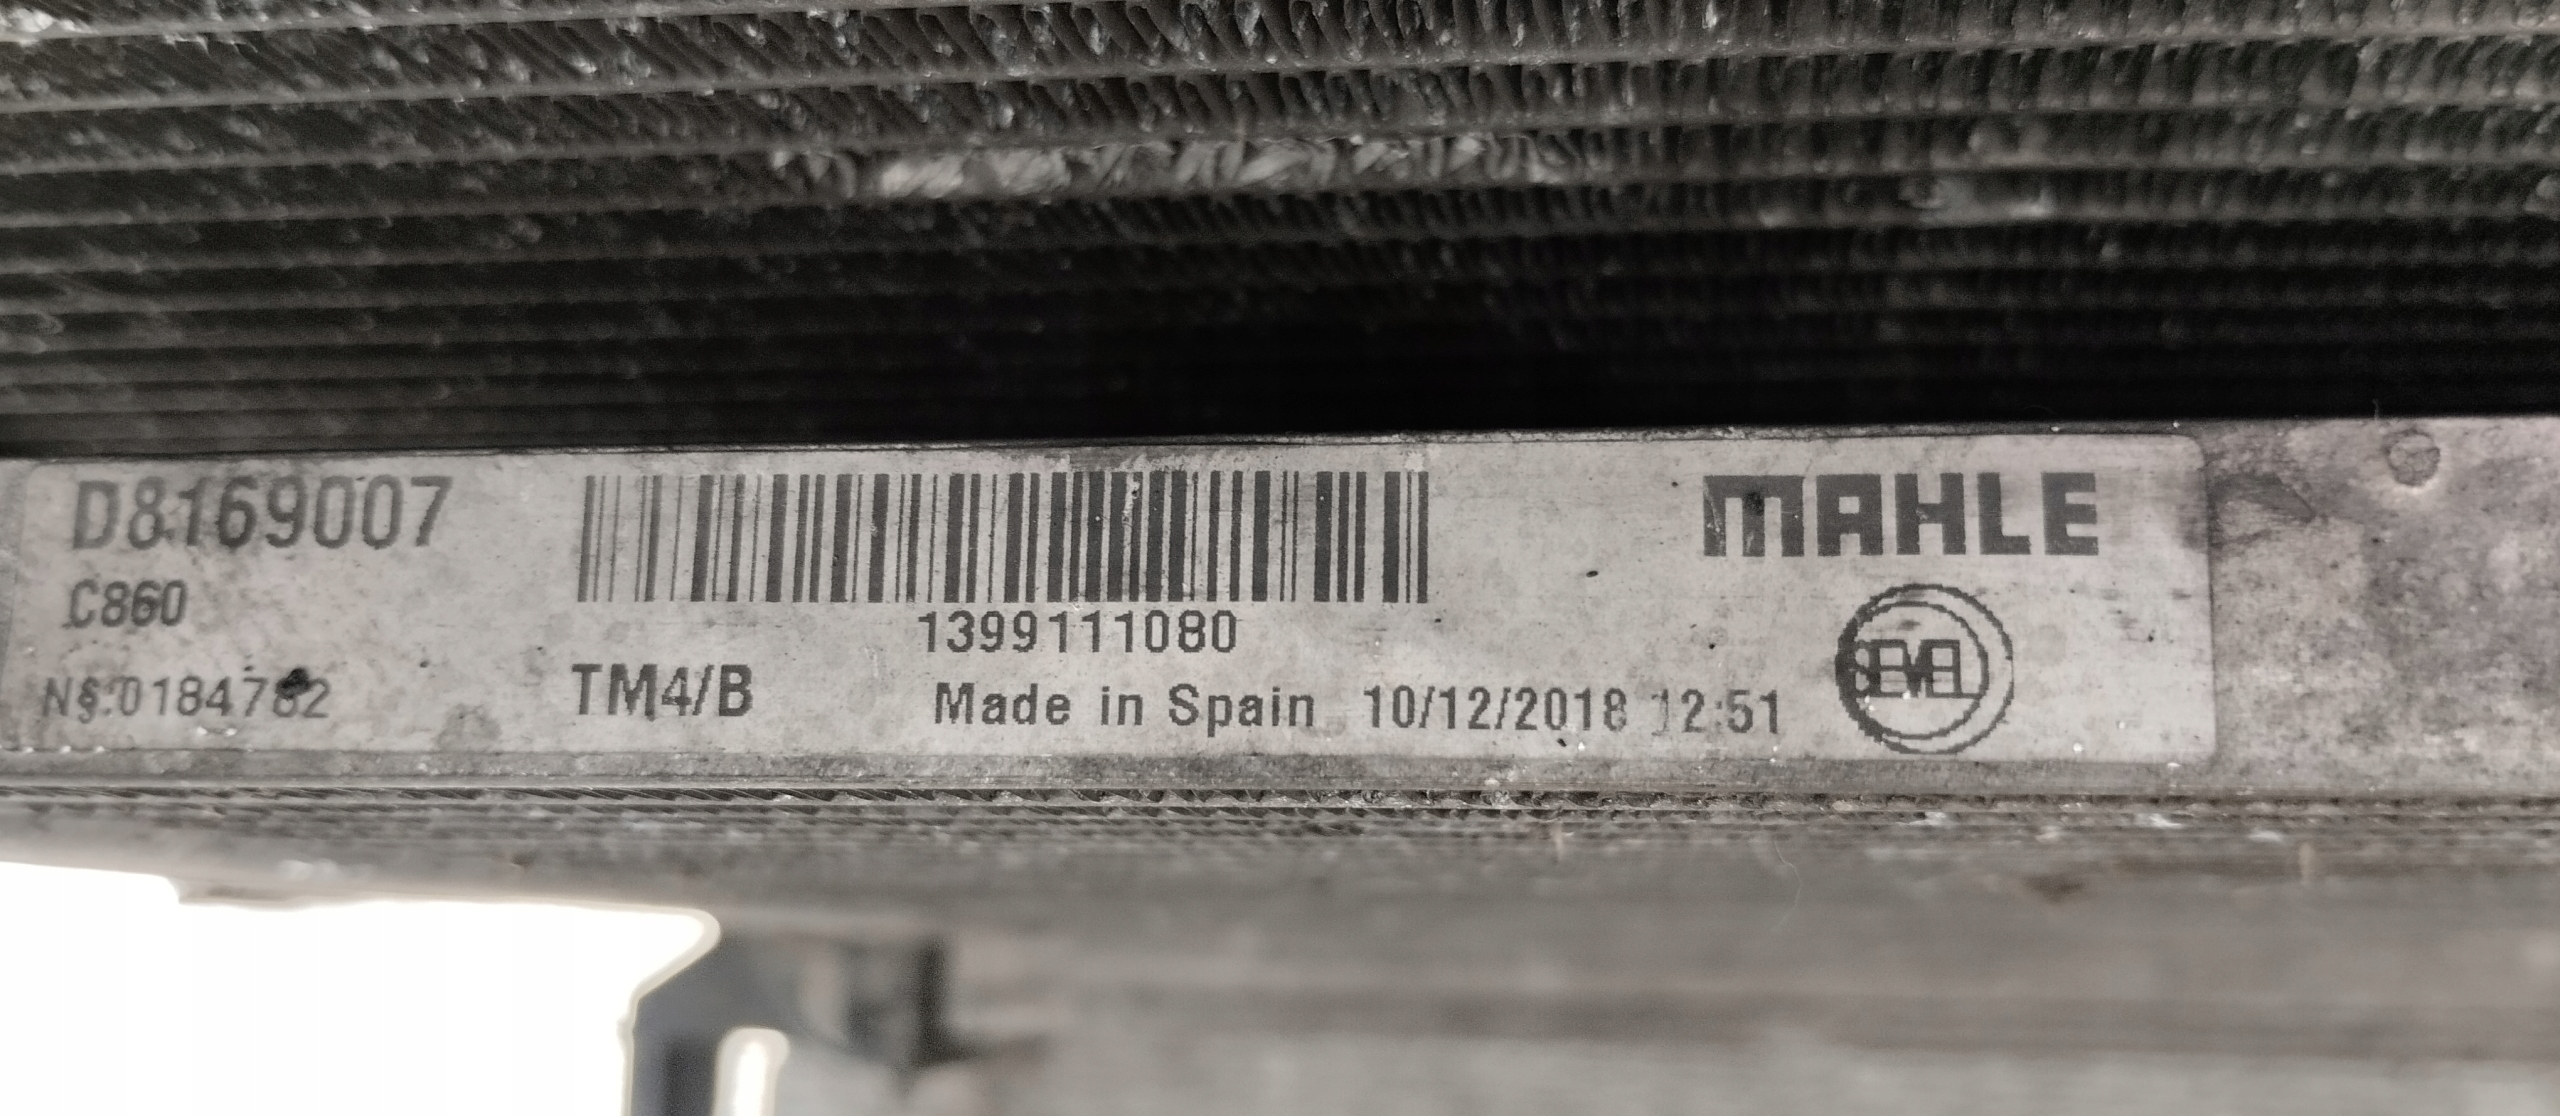 D8169007
MAHLE
C860
1399111080
N§:0184782
TM4/B
Made in Spain 10/12/2018 12:51
SEVEL